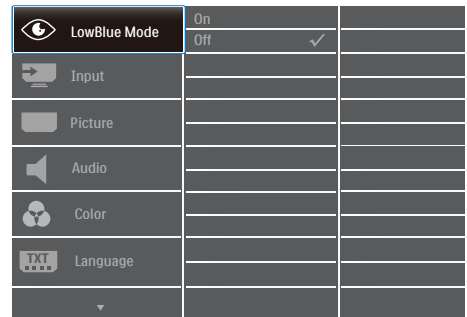 LowBlue Mode
On
Off
Input
Picture
Audio
Color
TXT
Language